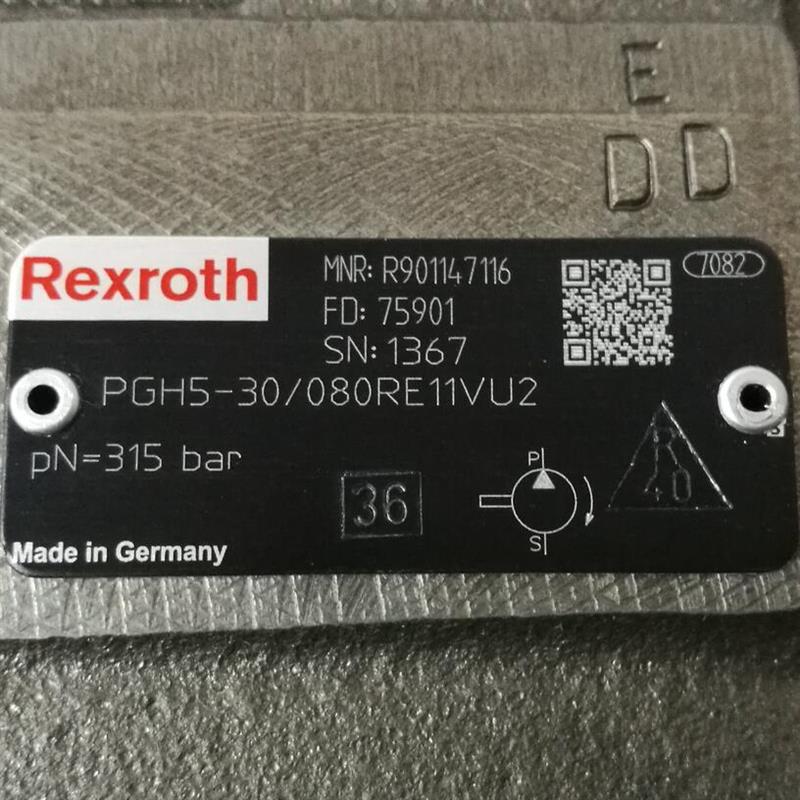 E
DD
Rexroth
MNR: R901147116
7082
FD: 75901
SN: 1367
PGH5-30/080RE11VU2
pN=315 bar
36
P
S
R
40
Made in Germany